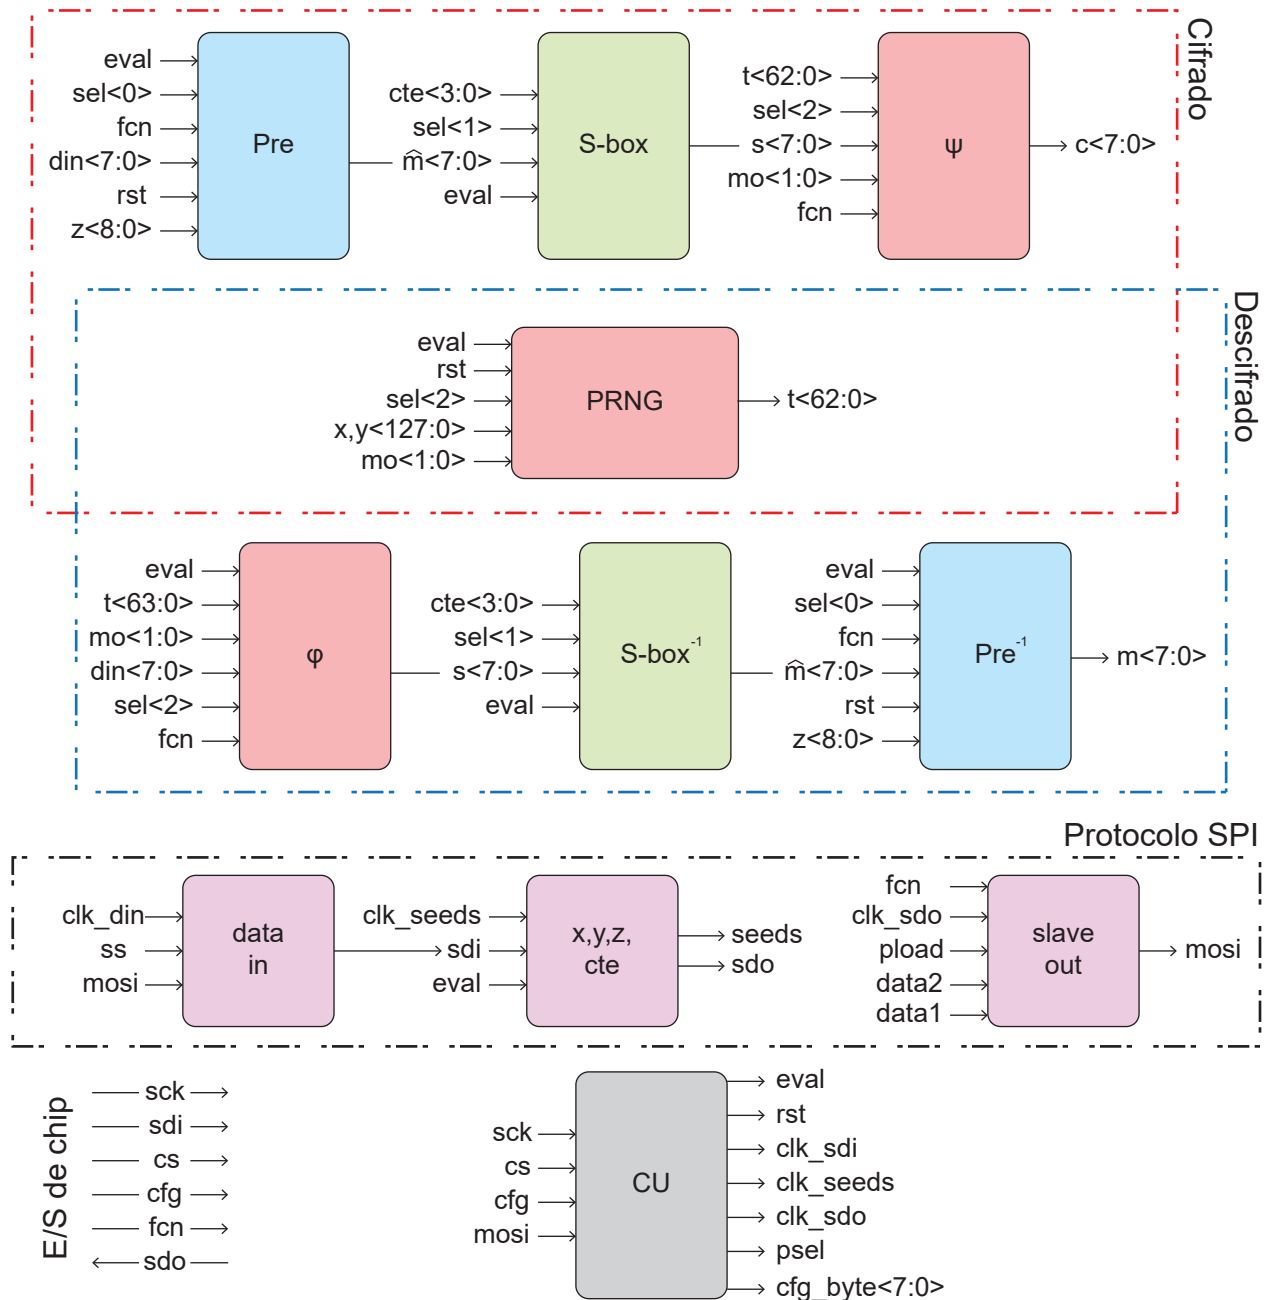 Cifrado
eval
sel<0>
fcn
din<7:0>
rst
z<8:0>
Pre
cte<3:0>
sel<1>
m̂<7:0>
eval
S-box
t<62:0>
sel<2>
s<7:0>
mo<1:0>
fcn
ψ
c<7:0>
Descifrado
eval
rst
sel<2>
x,y<127:0>
mo<1:0>
PRNG
t<62:0>
eval
t<63:0>
mo<1:0>
din<7:0>
sel<2>
fcn
φ
cte<3:0>
sel<1>
s<7:0>
eval
S-box⁻¹
eval
sel<0>
fcn
m̂<7:0>
rst
z<8:0>
Pre⁻¹
m<7:0>
Protocolo SPI
clk_din
ss
mosi
data
in
clk_seeds
sdi
eval
x,y,z,
cte
seeds
sdo
fcn
clk_sdo
pload
data2
data1
slave
out
mosi
E/S de chip
sck
sdi
cs
cfg
fcn
sdo
sck
cs
cfg
mosi
CU
eval
rst
clk_sdi
clk_seeds
clk_sdo
psel
cfg_byte<7:0>